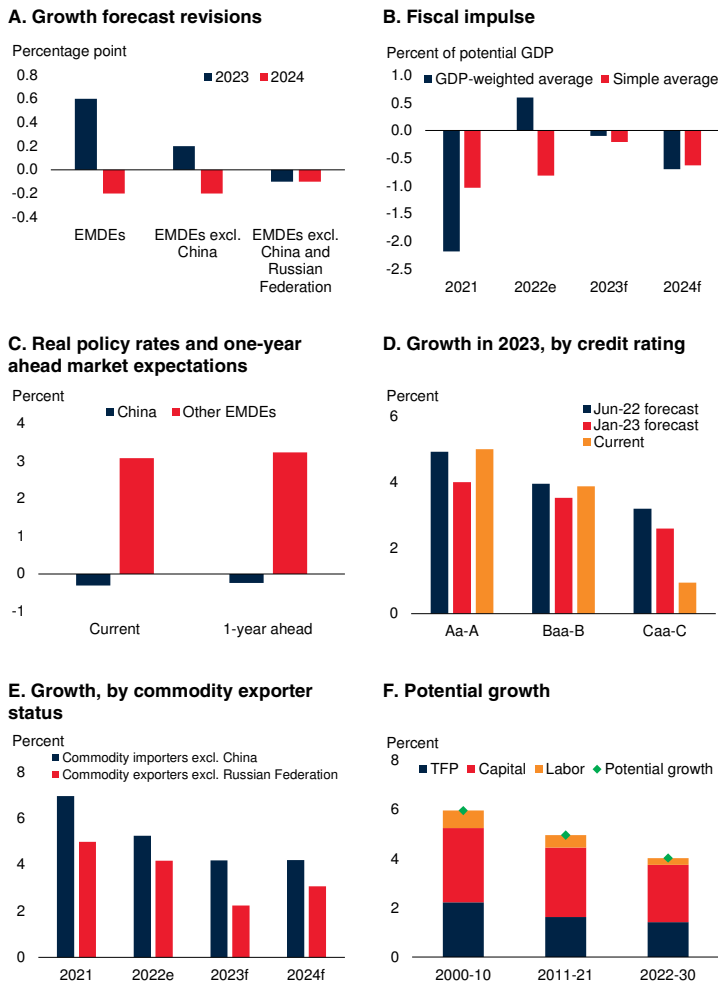 A. Growth forecast revisions
Percentage point
0.8
0.6
0.4
0.2
0.0
-0.2
-0.4
2023 2024
EMDEs
EMDEs excl.
China
EMDEs excl.
China and
Russian
Federation
B. Fiscal impulse
Percent of potential GDP
1.0
0.5
0.0
-0.5
-1.0
-1.5
-2.0
-2.5
GDP-weighted average Simple average
2021 2022e 2023f 2024f
C. Real policy rates and one-year
ahead market expectations
Percent
4
3
2
1
0
-1
China Other EMDEs
Current 1-year ahead
D. Growth in 2023, by credit rating
Percent
6
4
2
0
Jun-22 forecast
Jan-23 forecast
Current
Aa-A Baa-B Caa-C
E. Growth, by commodity exporter
status
Percent
8
6
4
2
0
Commodity importers excl. China
Commodity exporters excl. Russian Federation
2021 2022e 2023f 2024f
F. Potential growth
Percent
8
6
4
2
0
TFP Capital Labor Potential growth
2000-10 2011-21 2022-30